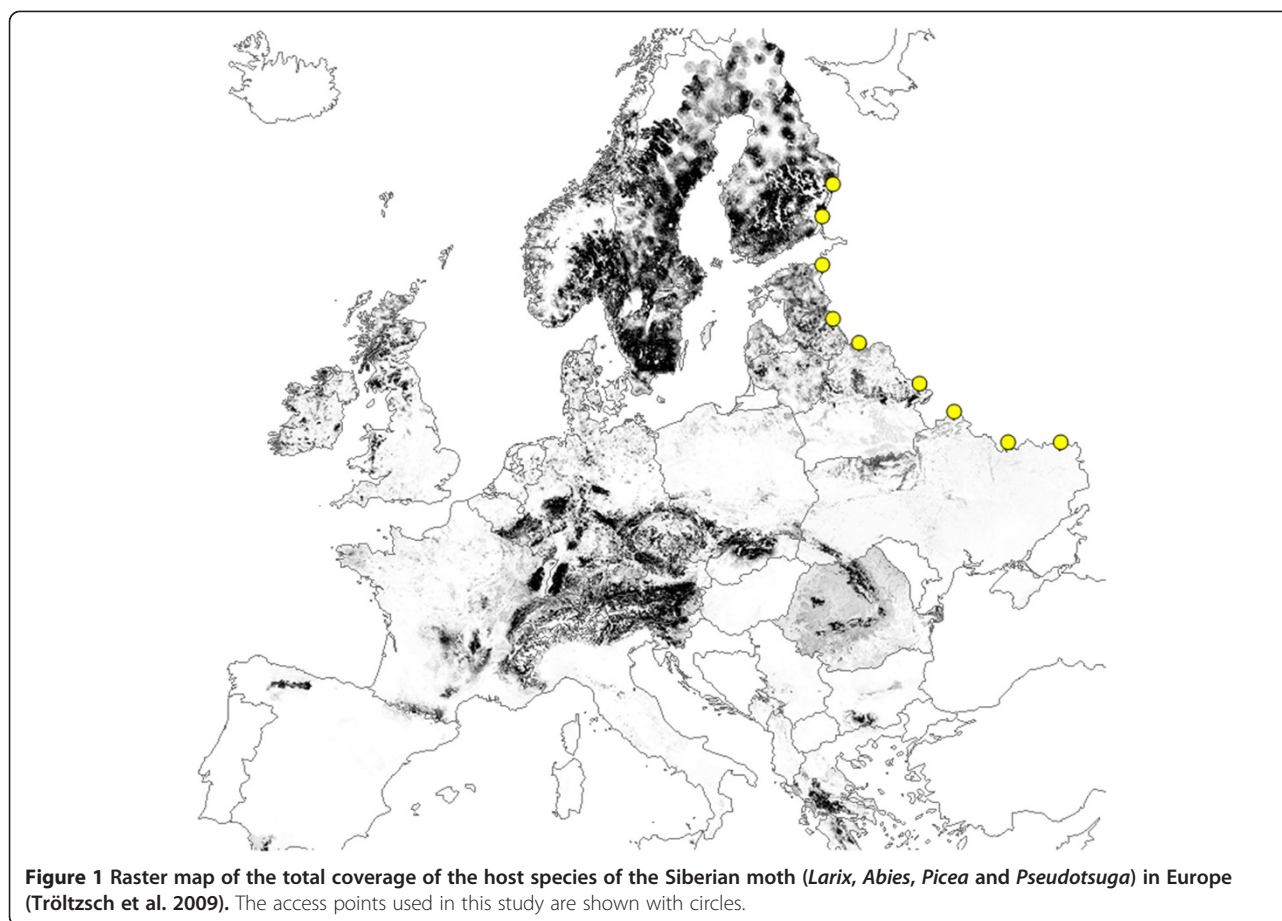 Figure 1 Raster map of the total coverage of the host species of the Siberian moth (Larix, Abies, Picea and Pseudotsuga) in Europe
(Tröltzsch et al. 2009). The access points used in this study are shown with circles.